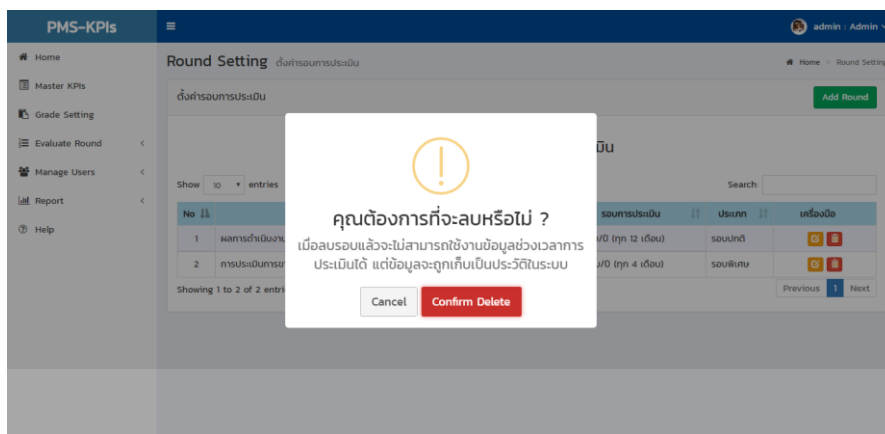 PMS-KPIs
admin : Admin
Home
Master KPIs
Grade Setting
Evaluate Round
Manage Users
Report
Help
Round Setting ตั้งค่ารอบการประเมิน
Home > Round Setting
ตั้งค่ารอบการประเมิน
Add Round
มิน
Show 10 entries
Search:
No รอบการประเมิน ประเภท เครื่องมือ
1 ผลการดำเนินงาน /ปี (ทุก 12 เดือน) รอบปกติ
2 การประเมินการ /ปี (ทุก 4 เดือน) รอบพิเศษ
Showing 1 to 2 of 2 entri
Previous 1 Next
คุณต้องการที่จะลบหรือไม่ ?
เมื่อลบรอบแล้วจะไม่สามารถใช้งานข้อมูลช่วงเวลาการ
ประเมินได้ แต่ข้อมูลจะถูกเก็บเป็นประวัติในระบบ
Cancel
Confirm Delete